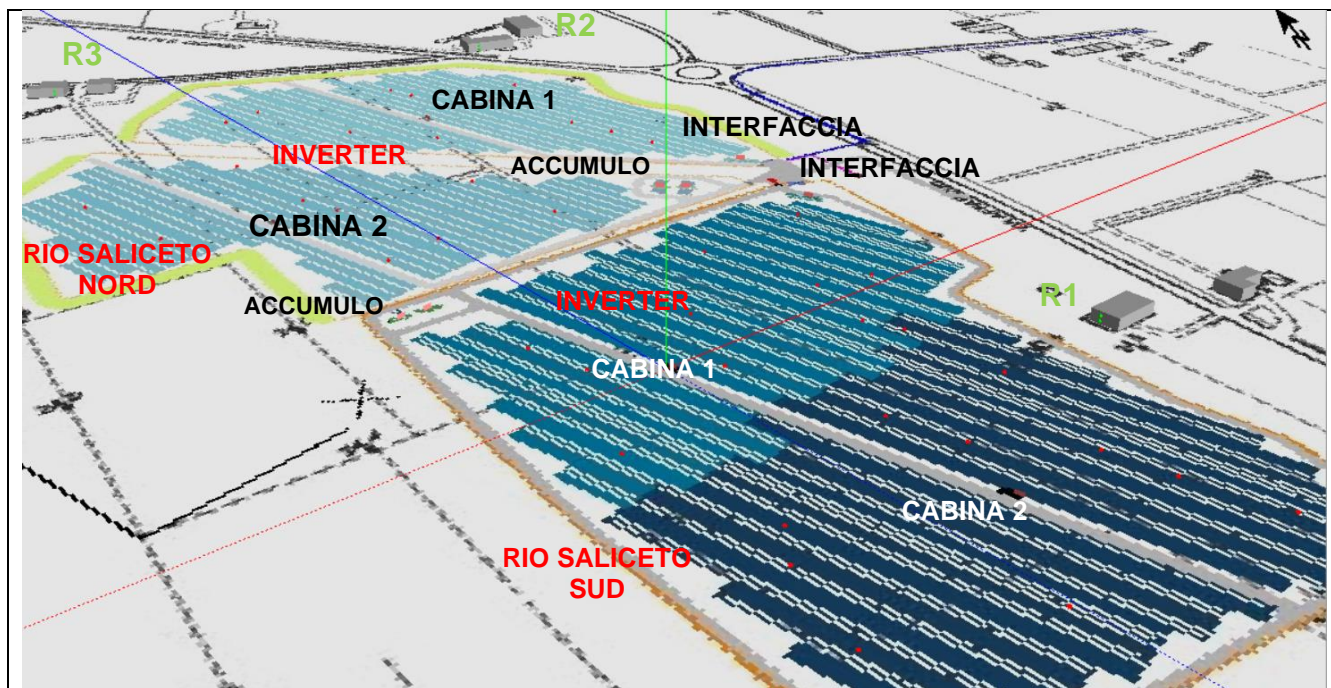 R2
R3
CABINA 1
INTERFACCIA
INVERTER
ACCUMULO
INTERFACCIA
CABINA 2
RIO SALICETO
NORD
ACCUMULO
INVERTER
R1
CABINA 1
CABINA 2
RIO SALICETO
SUD
N